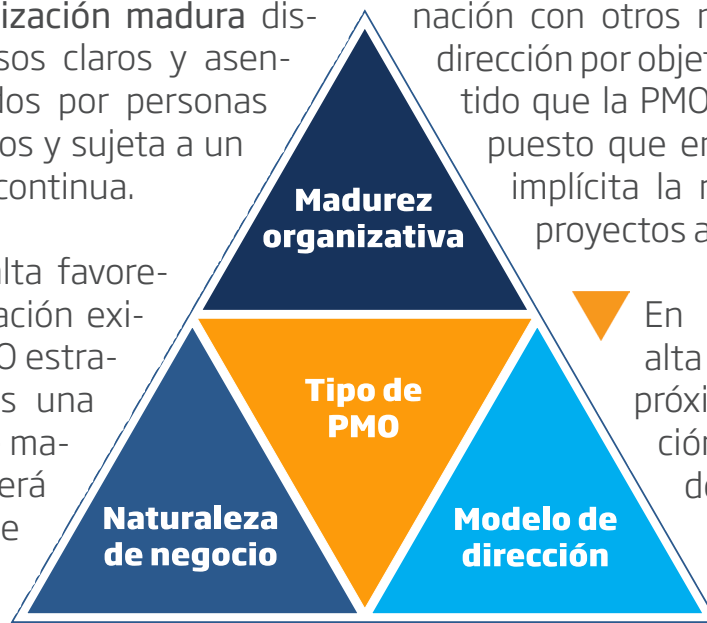 ización madura dis-
sos claros y asen-
los por personas
os y sujeta a un
continua.
alta favore-
ación exi-
O estra-
s una
ma-
erá
e
Madurez
organizativa
Tipo de
PMO
Naturaleza
de negocio
Modelo de
dirección
nación con otros
dirección por objet
tido que la PMO
puesto que en
implícita la
proyectos a
En
alta
próxi
ción
de